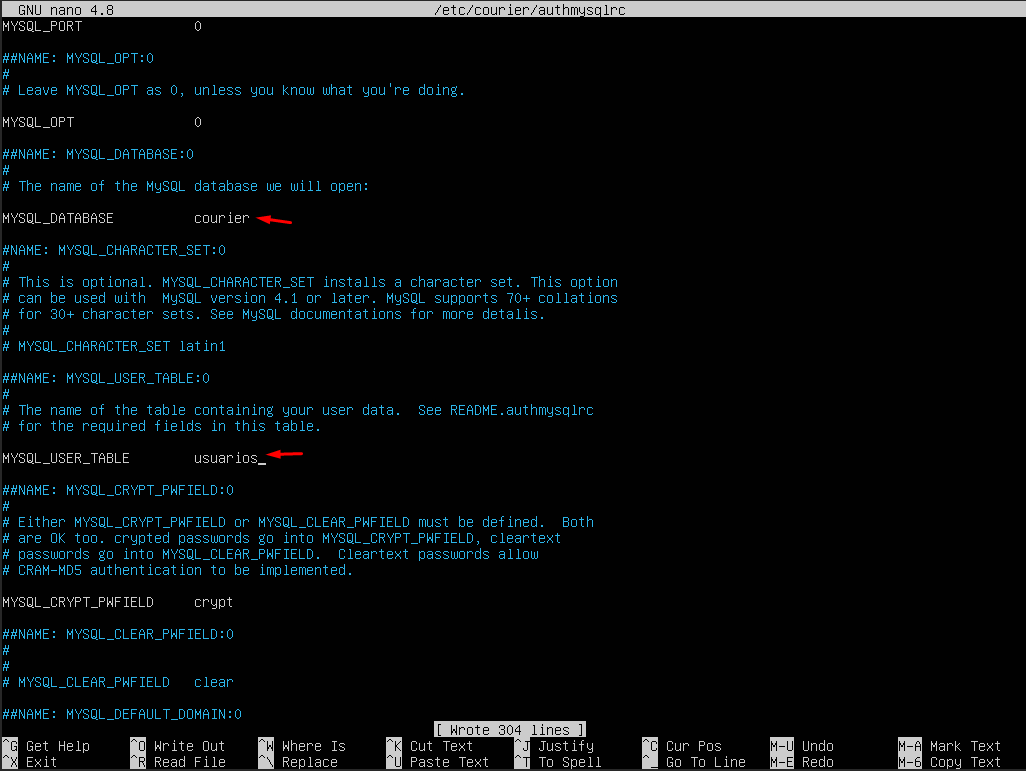 GNU nano 4.8 /etc/courier/authmysqlrc
MYSQL_PORT 0
##NAME: MYSQL_OPT:0
#
# Leave MYSQL_OPT as 0, unless you know what you're doing.
MYSQL_OPT 0
##NAME: MYSQL_DATABASE:0
#
# The name of the MySQL database we will open:
MYSQL_DATABASE courier
#NAME: MYSQL_CHARACTER_SET:0
#
# This is optional. MYSQL_CHARACTER_SET installs a character set. This option
# can be used with  MySQL version 4.1 or later. MySQL supports 70+ collations
# for 30+ character sets. See MySQL documentations for more detalis.
#
# MYSQL_CHARACTER_SET latin1
##NAME: MYSQL_USER_TABLE:0
#
# The name of the table containing your user data.  See README.authmysqlrc
# for the required fields in this table.
MYSQL_USER_TABLE usuarios_
##NAME: MYSQL_CRYPT_PWFIELD:0
#
# Either MYSQL_CRYPT_PWFIELD or MYSQL_CLEAR_PWFIELD must be defined.  Both
# are OK too. crypted passwords go into MYSQL_CRYPT_PWFIELD, cleartext
# passwords go into MYSQL_CLEAR_PWFIELD.  Cleartext passwords allow
# CRAM-MD5 authentication to be implemented.
MYSQL_CRYPT_PWFIELD crypt
##NAME: MYSQL_CLEAR_PWFIELD:0
#
#
# MYSQL_CLEAR_PWFIELD clear
##NAME: MYSQL_DEFAULT_DOMAIN:0
[ Wrote 304 lines ]
^G Get Help ^O Write Out ^W Where Is ^K Cut Text ^J Justify ^C Cur Pos M-U Undo M-A Mark Text
^X Exit ^R Read File ^\ Replace ^U Paste Text ^T To Spell ^_ Go To Line M-E Redo M-6 Copy Text